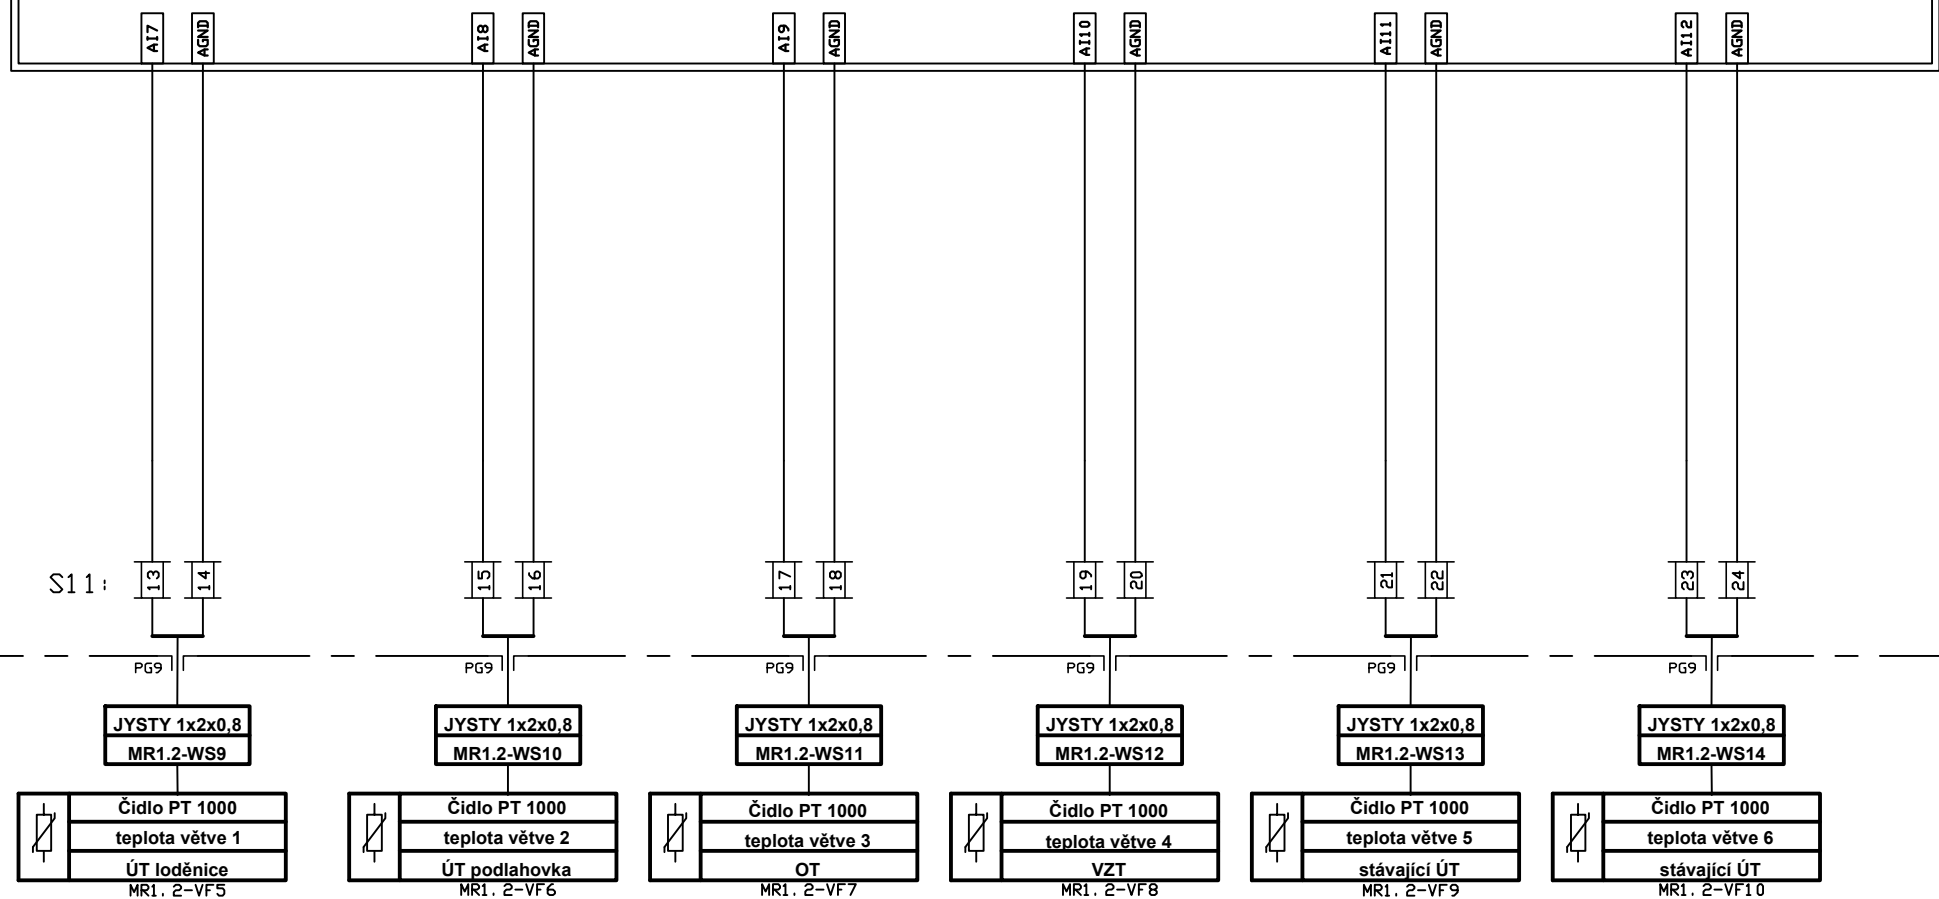 AI7 AGND AI8 AGND AI9 AGND AI10 AGND AI11 AGND AI12 AGND
S11: 13 14 15 16 17 18 19 20 21 22 23 24
PG9 PG9 PG9 PG9 PG9 PG9
JYSTY 1x2x0,8 JYSTY 1x2x0,8 JYSTY 1x2x0,8 JYSTY 1x2x0,8 JYSTY 1x2x0,8 JYSTY 1x2x0,8
MR1.2-WS9 MR1.2-WS10 MR1.2-WS11 MR1.2-WS12 MR1.2-WS13 MR1.2-WS14
Čidlo PT 1000 Čidlo PT 1000 Čidlo PT 1000 Čidlo PT 1000 Čidlo PT 1000 Čidlo PT 1000
teplota větve 1 teplota větve 2 teplota větve 3 teplota větve 4 teplota větve 5 teplota větve 6
ÚT loděnice ÚT podlahovka OT VZT stávající ÚT stávající ÚT
MR1.2-VF5 MR1.2-VF6 MR1.2-VF7 MR1.2-VF8 MR1.2-VF9 MR1.2-VF10